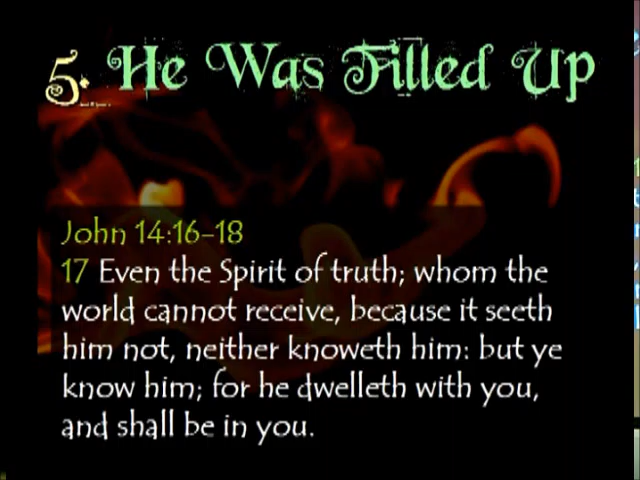 5. He Was Filled Up
John 14:16-18
17 Even the Spirit of truth; whom the
world cannot receive, because it seeth
him not, neither knoweth him: but ye
know him; for he dwelleth with you,
and shall be in you.